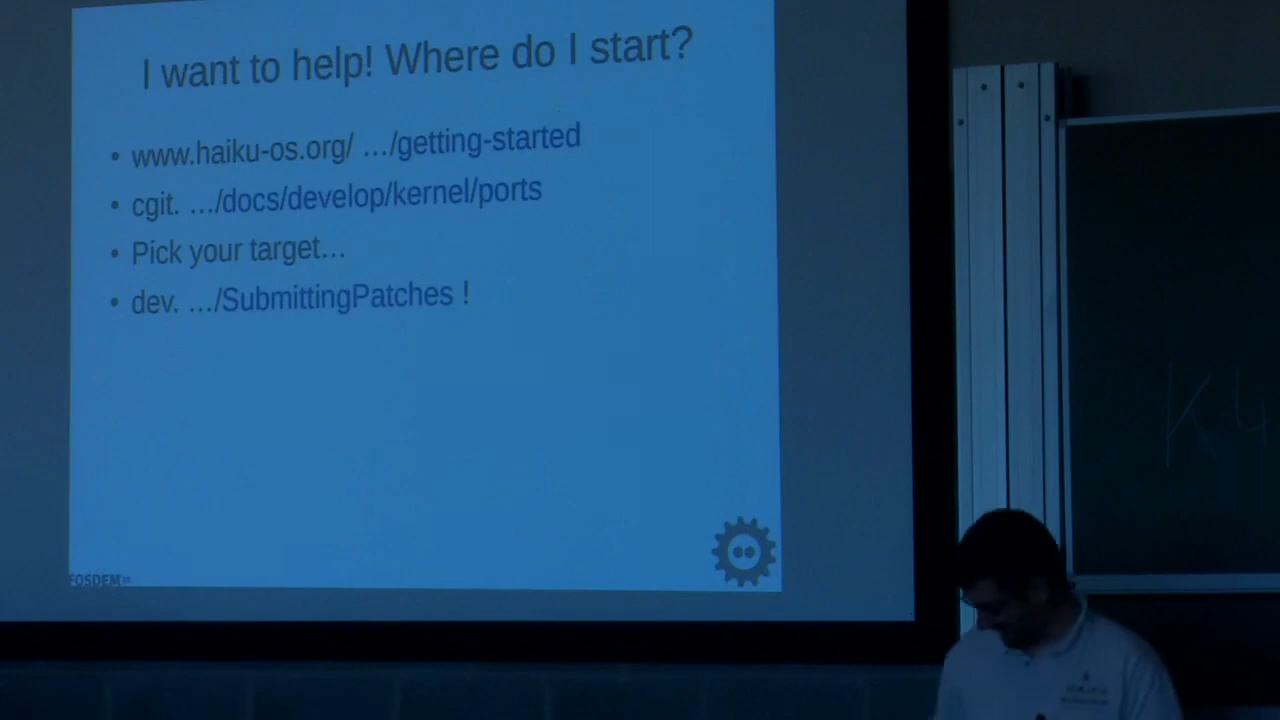 I want to help! Where do I start?
• www.haiku-os.org/ …/getting-started
• cgit. …/docs/develop/kernel/ports
• Pick your target…
• dev. …/SubmittingPatches !
FOSDEM
K4